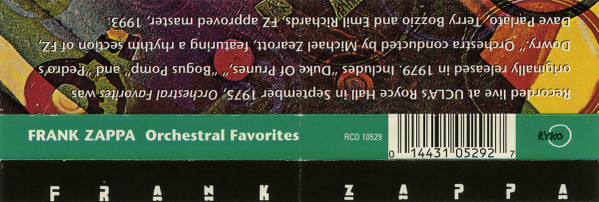 Recorded live at UCLA's Royce Hall in September 1975, Orchestral Favorites was
originally released in 1979. Includes "Duke Of Prunes," "Bogus Pomp" and "Pedro's
Dowry." Orchestra conducted by Michael Zearott, featuring a rhythm section of FZ,
Dave Parlato, Terry Bozzio and Emil Richards. FZ approved master, 1993.
FRANK ZAPPA Orchestral Favorites RCD 10529
RYKO
0 14431 05292 7
FRANK ZAPPA